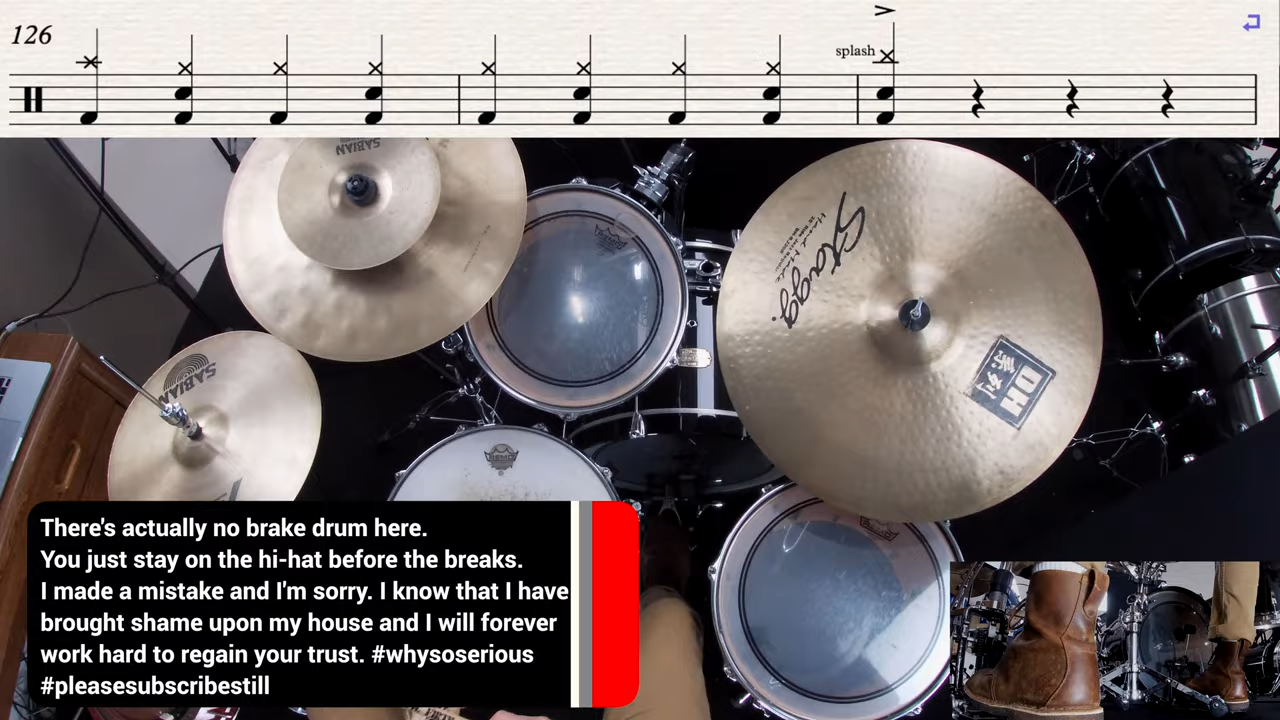 126
splash
SABIAN
Stagg.
SABIAN
REMO
HO
There's actually no brake drum here.
You just stay on the hi-hat before the breaks.
I made a mistake and I'm sorry. I know that I have
brought shame upon my house and I will forever
work hard to regain your trust. #whysoserious
#pleasesubscribestill